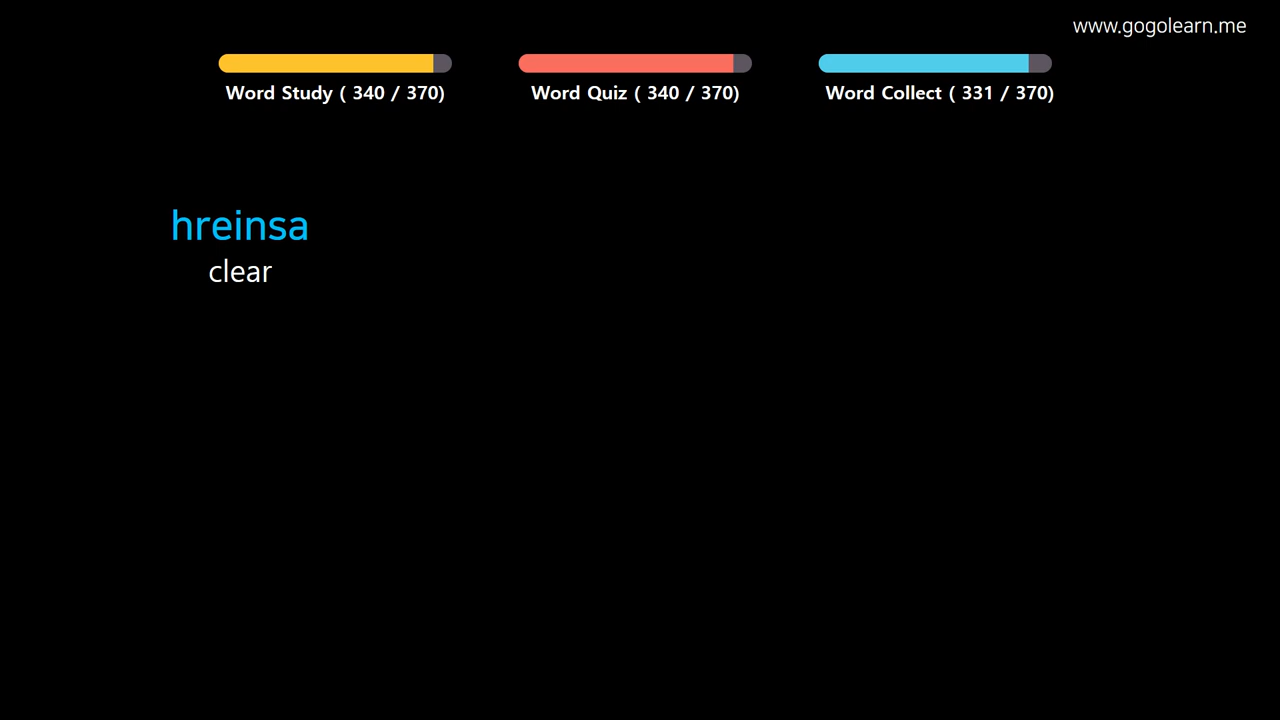 www.gogolearn.me
Word Study ( 340 / 370)
Word Quiz ( 340 / 370)
Word Collect ( 331 / 370)
hreinsa
clear